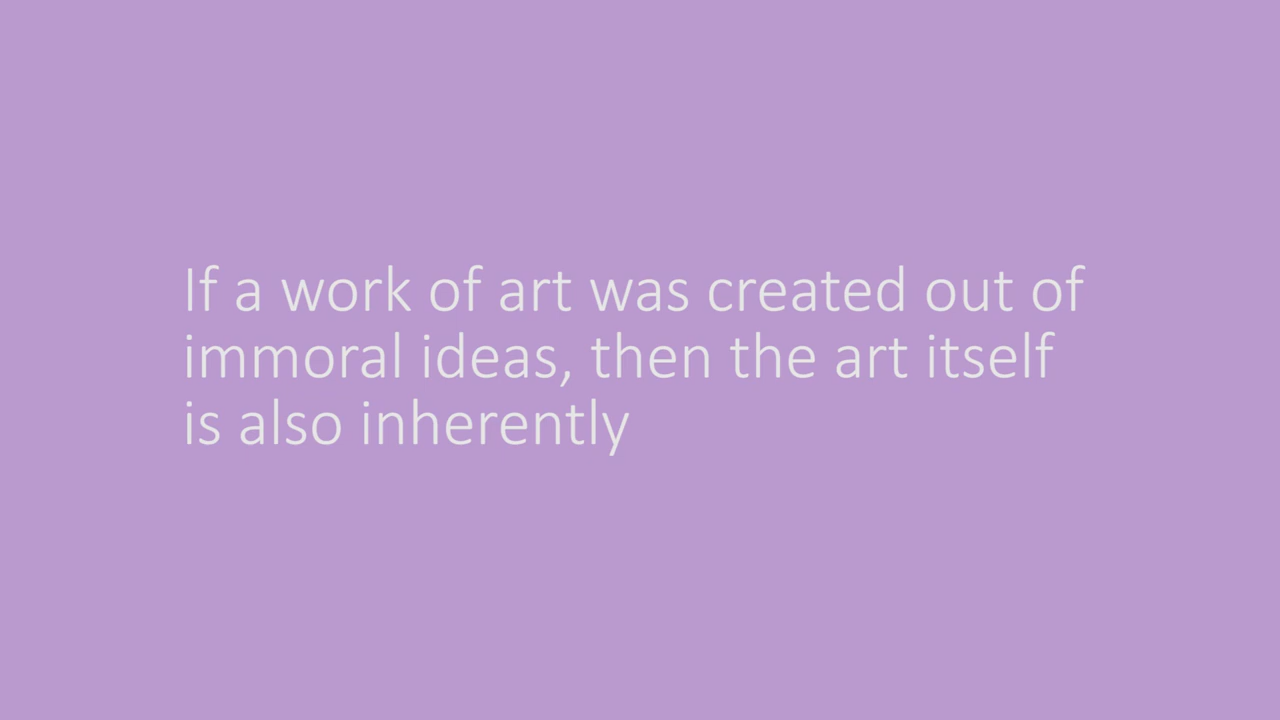 If a work of art was created out of
immoral ideas, then the art itself
is also inherently